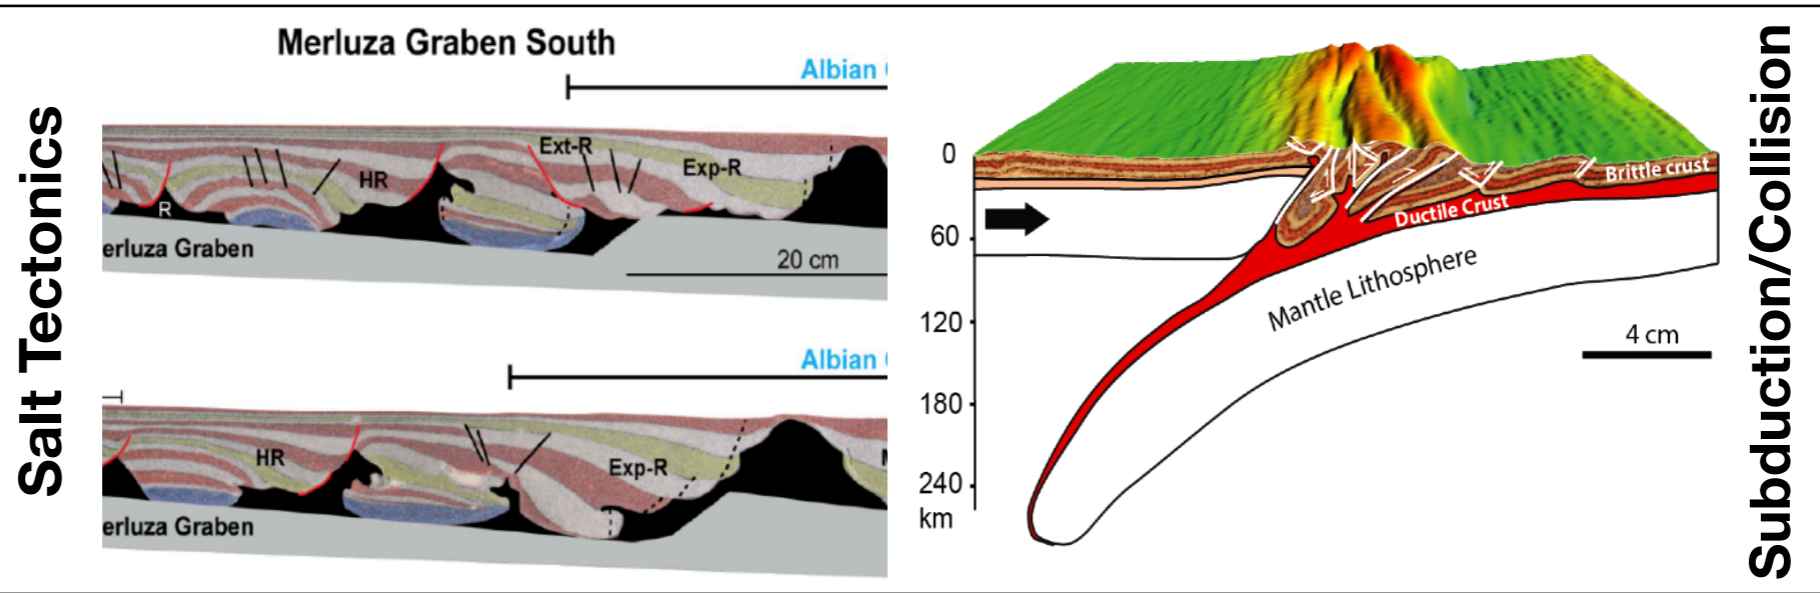 Salt Tectonics
Merluza Graben South
Albian
Ext-R
Exp-R
HR
R
erluza Graben
20 cm
Albian
HR
Exp-R
erluza Graben
0
60
120
180
240
km
Brittle crust
Ductile Crust
Mantle Lithosphere
4 cm
Subduction/Collision